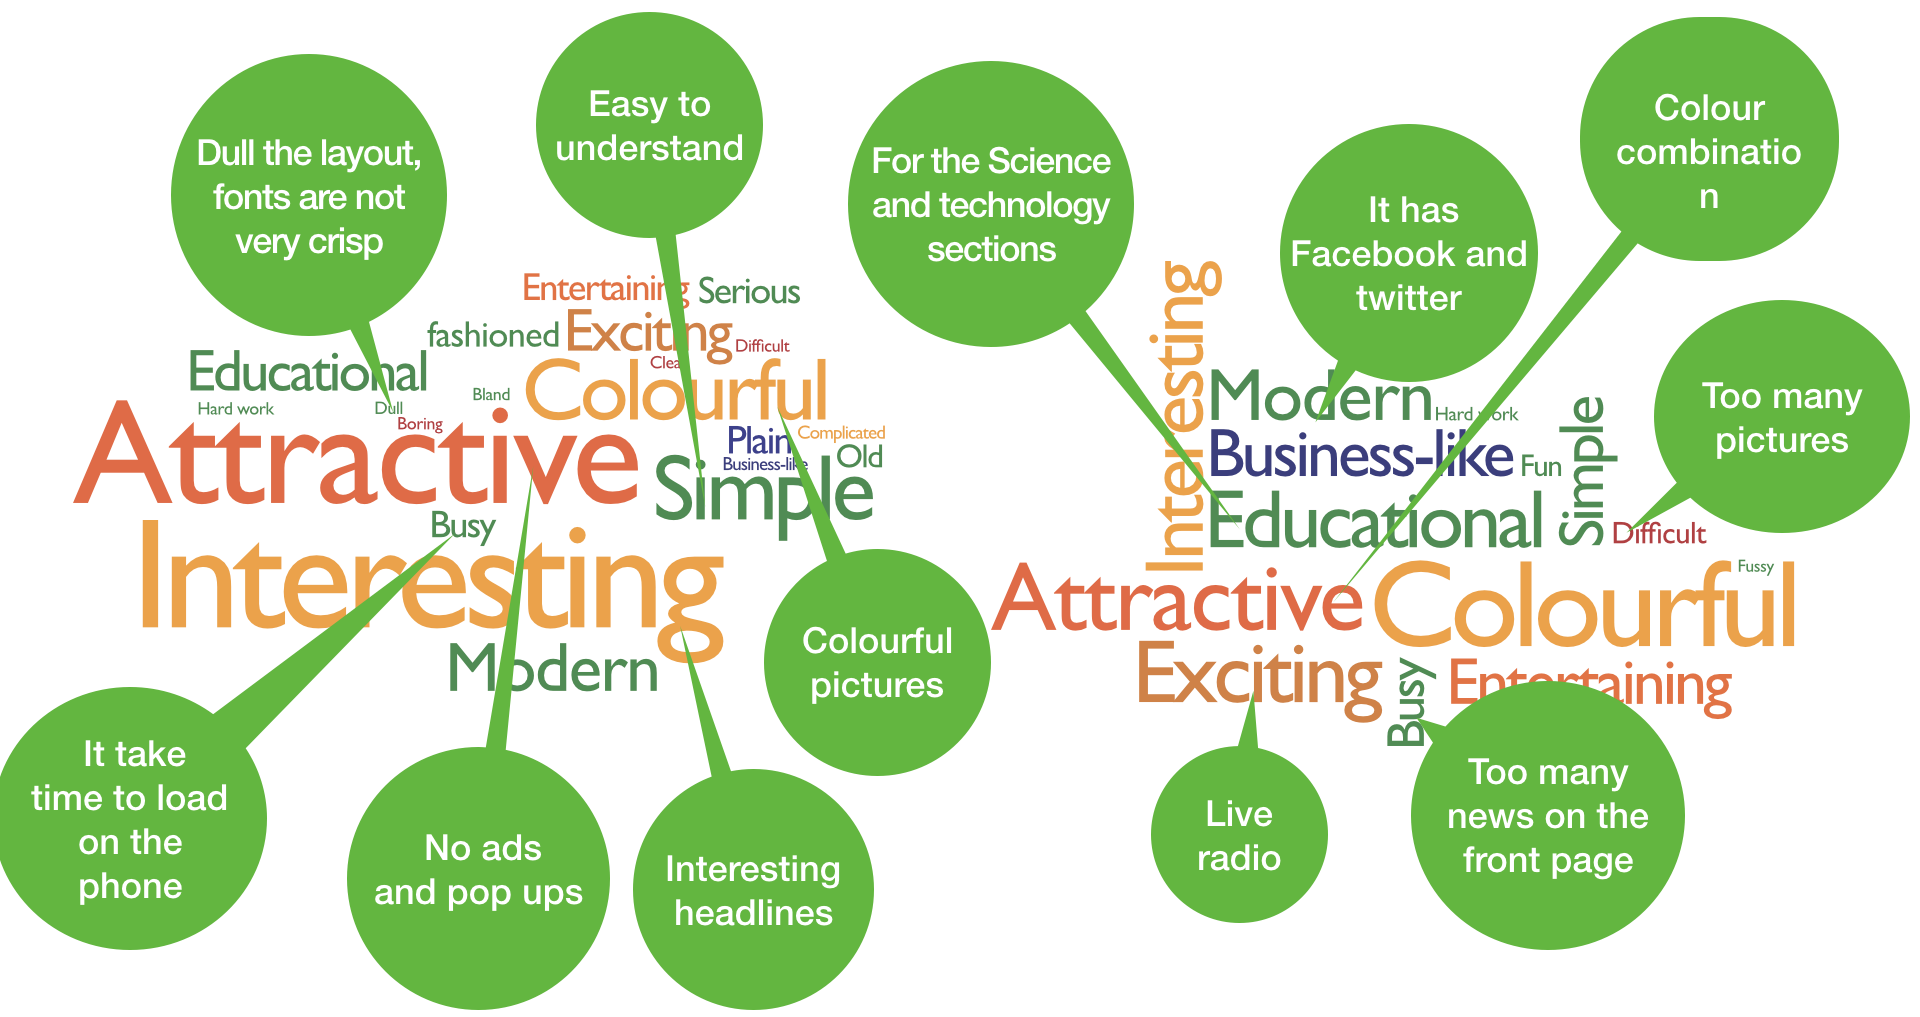 Dull the layout,
fonts are not
very crisp
Easy to
understand
For the Science
and technology
sections
It has
Facebook and
twitter
Colour
combinatio
n
Too many
pictures
Entertaining
Serious
fashioned
Exciting
Difficult
Clear
Educational
Colourful
Hard work
Dull
Bland
Boring
Attractive
Plain
Complicated
Business-like
Old
Simple
Busy
Interesting
Modern
Interesting
Modern
Hard work
Business-like
Fun
Simple
Educational
Difficult
Attractive
Colourful
Fussy
Exciting
Busy
Entertaining
Colourful
pictures
It take
time to load
on the
phone
No ads
and pop ups
Interesting
headlines
Live
radio
Too many
news on the
front page